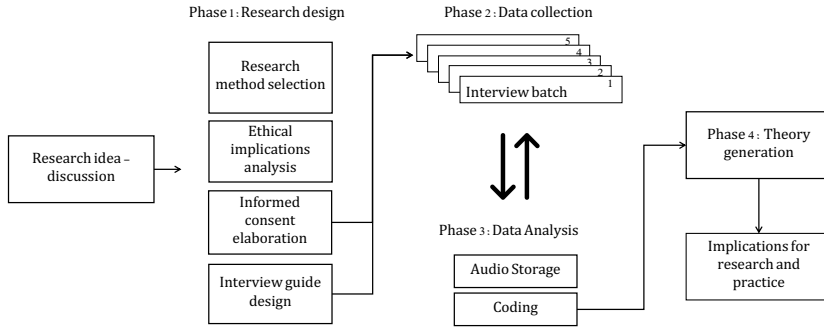 Phase 1: Research design
Phase 2: Data collection
Research
method selection
Ethical
implications
analysis
Informed
consent
elaboration
Interview guide
design
Research idea –
discussion
5
4
3
2
1
Interview batch
Phase 3: Data Analysis
Audio Storage
Coding
Phase 4: Theory
generation
Implications for
research and
practice